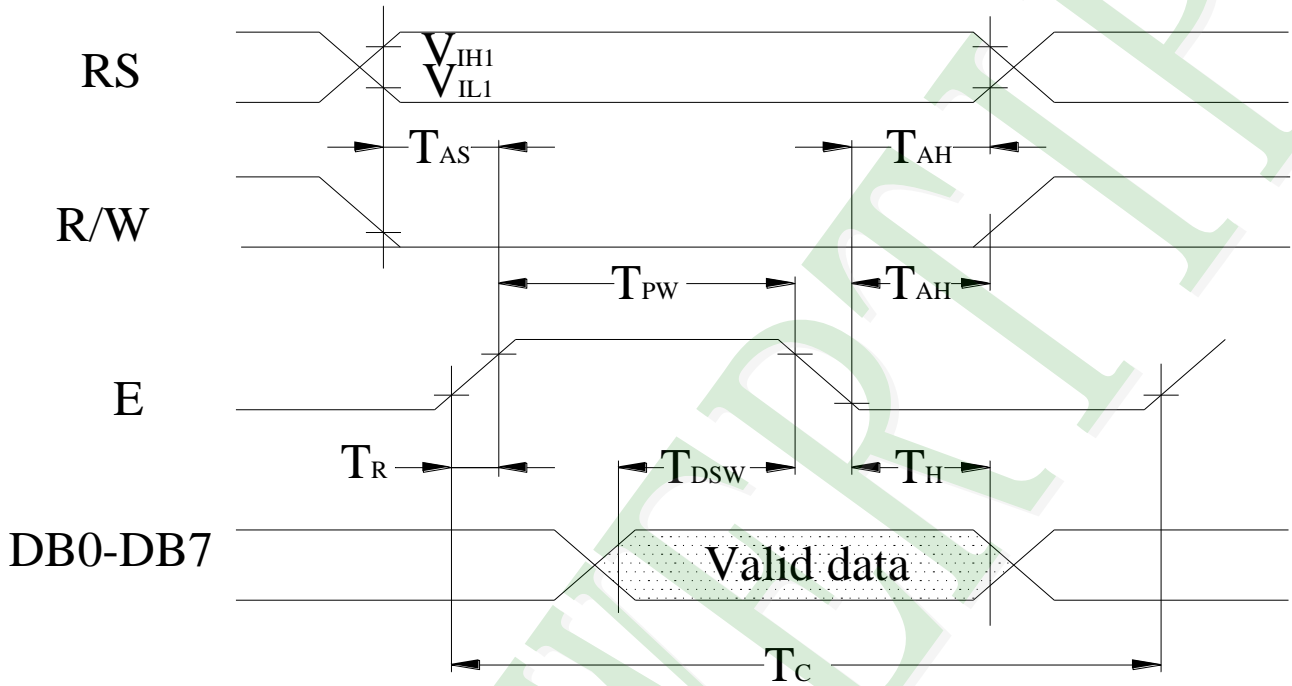 RS
VIH1
VIL1
TAS
TAH
R/W
TPW
TAH
E
TR
TDSW
TH
DB0-DB7
Valid data
TC